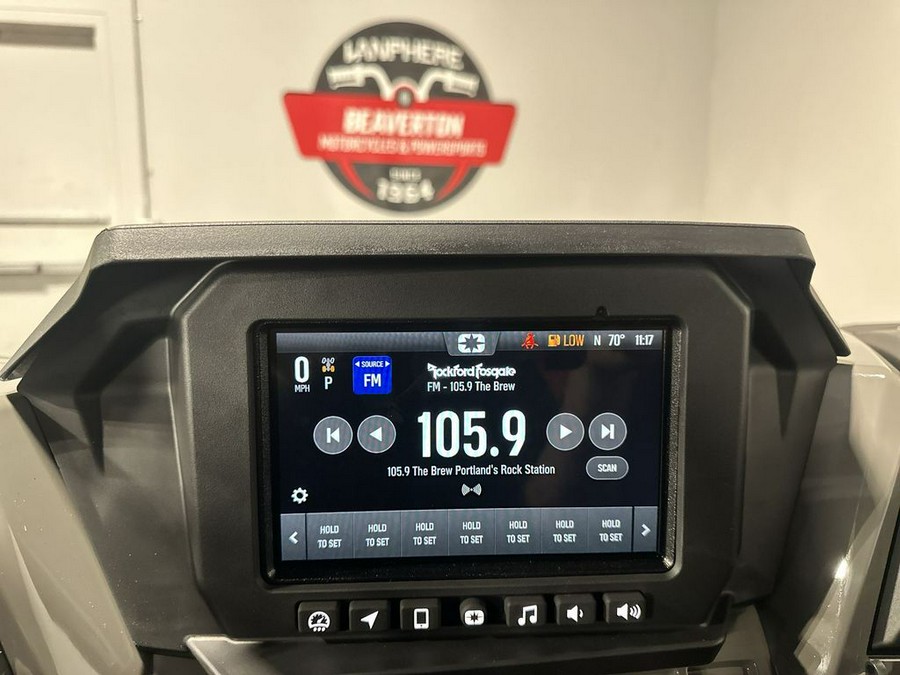 LANPHERE
BEAVERTON
MOTORCYCLES & POWERSPORTS
SINCE
1964
LOW N 70° 11:17
0
MPH
P
SOURCE
FM
Rockford Fosgate
FM - 105.9 The Brew
105.9
105.9 The Brew Portland's Rock Station
SCAN
HOLD HOLD HOLD HOLD HOLD HOLD HOLD
TO SET TO SET TO SET TO SET TO SET TO SET TO SET